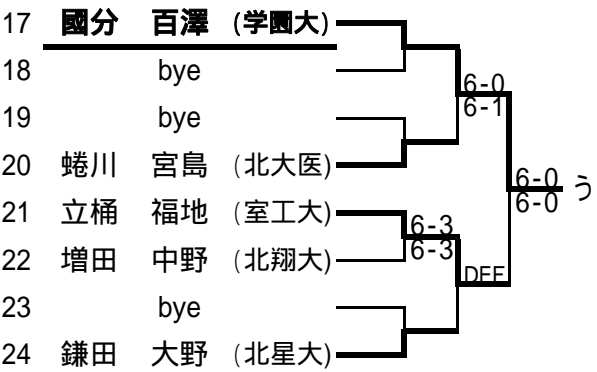 17 國分 百澤 (学園大)
18 bye
6-0
19 bye
6-1
20 蜷川 宮島 (北大医)
6-0 う
6-0
21 立桶 福地 (室工大)
6-3
22 増田 中野 (北翔大)
6-3
DEF
23 bye
24 鎌田 大野 (北星大)